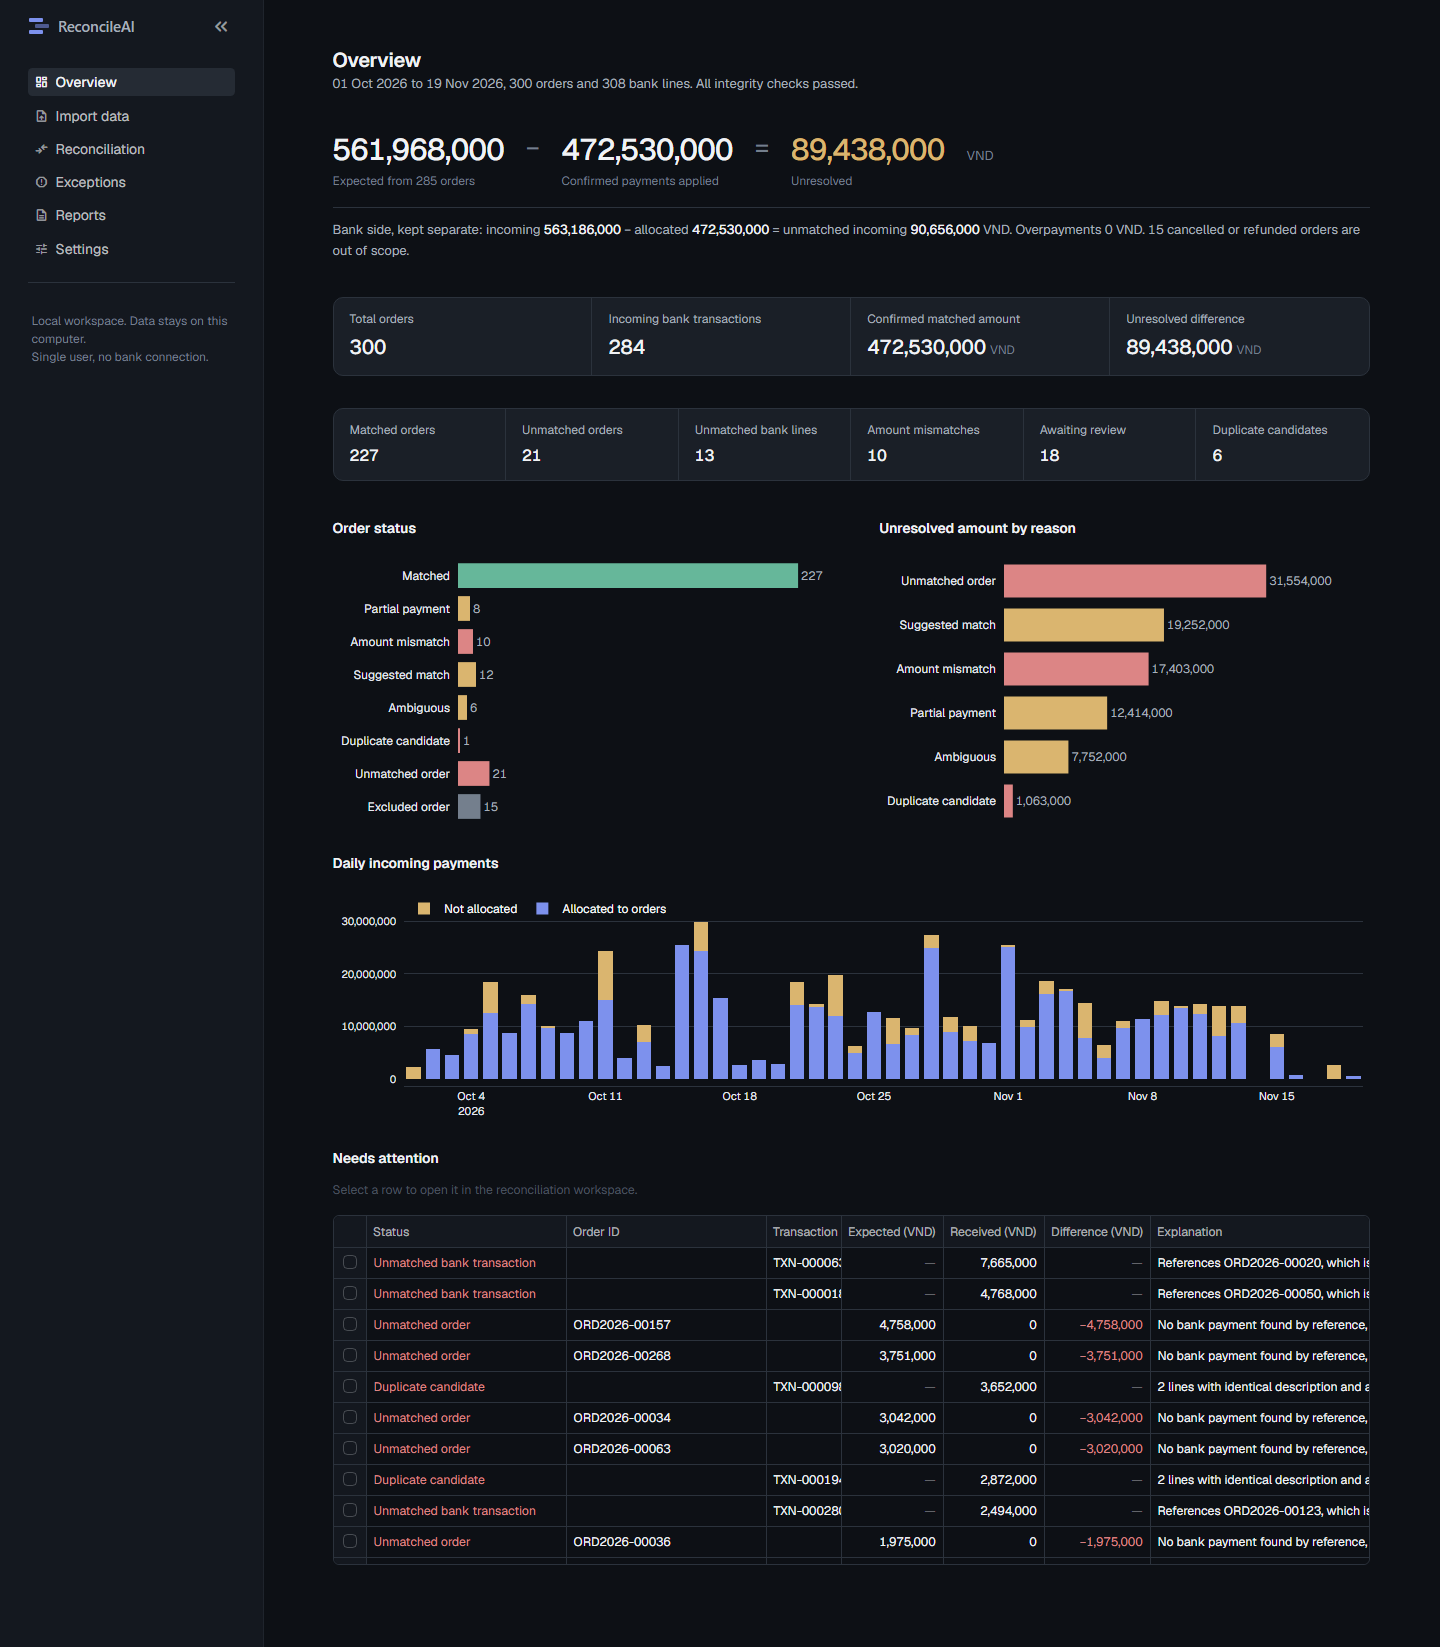 ReconcileAI
Overview
Import data
Reconciliation
Exceptions
Reports
Settings
Local workspace. Data stays on this
computer.
Single user, no bank connection.
Overview
01 Oct 2026 to 19 Nov 2026, 300 orders and 308 bank lines. All integrity checks passed.
561,968,000 − 472,530,000 = 89,438,000 VND
Expected from 285 orders Confirmed payments applied Unresolved
Bank side, kept separate: incoming 563,186,000 − allocated 472,530,000 = unmatched incoming 90,656,000 VND. Overpayments 0 VND. 15 cancelled or refunded orders are
out of scope.
Total orders Incoming bank transactions Confirmed matched amount Unresolved difference
300 284 472,530,000 VND 89,438,000 VND
Matched orders Unmatched orders Unmatched bank lines Amount mismatches Awaiting review Duplicate candidates
227 21 13 10 18 6
Order status
Matched 227
Partial payment 8
Amount mismatch 10
Suggested match 12
Ambiguous 6
Duplicate candidate 1
Unmatched order 21
Excluded order 15
Unresolved amount by reason
Unmatched order 31,554,000
Suggested match 19,252,000
Amount mismatch 17,403,000
Partial payment 12,414,000
Ambiguous 7,752,000
Duplicate candidate 1,063,000
Daily incoming payments
Not allocated Allocated to orders
30,000,000
20,000,000
10,000,000
0
Oct 4 Oct 11 Oct 18 Oct 25 Nov 1 Nov 8 Nov 15
2026
Needs attention
Select a row to open it in the reconciliation workspace.
Status Order ID Transaction Expected (VND) Received (VND) Difference (VND) Explanation
Unmatched bank transaction TXN-000063 — 7,665,000 — References ORD2026-00020, which is
Unmatched bank transaction TXN-000018 — 4,768,000 — References ORD2026-00050, which is
Unmatched order ORD2026-00157 4,758,000 0 −4,758,000 No bank payment found by reference,
Unmatched order ORD2026-00268 3,751,000 0 −3,751,000 No bank payment found by reference,
Duplicate candidate TXN-000098 — 3,652,000 — 2 lines with identical description and a
Unmatched order ORD2026-00034 3,042,000 0 −3,042,000 No bank payment found by reference,
Unmatched order ORD2026-00063 3,020,000 0 −3,020,000 No bank payment found by reference,
Duplicate candidate TXN-000194 — 2,872,000 — 2 lines with identical description and a
Unmatched bank transaction TXN-000280 — 2,494,000 — References ORD2026-00123, which is
Unmatched order ORD2026-00036 1,975,000 0 −1,975,000 No bank payment found by reference,